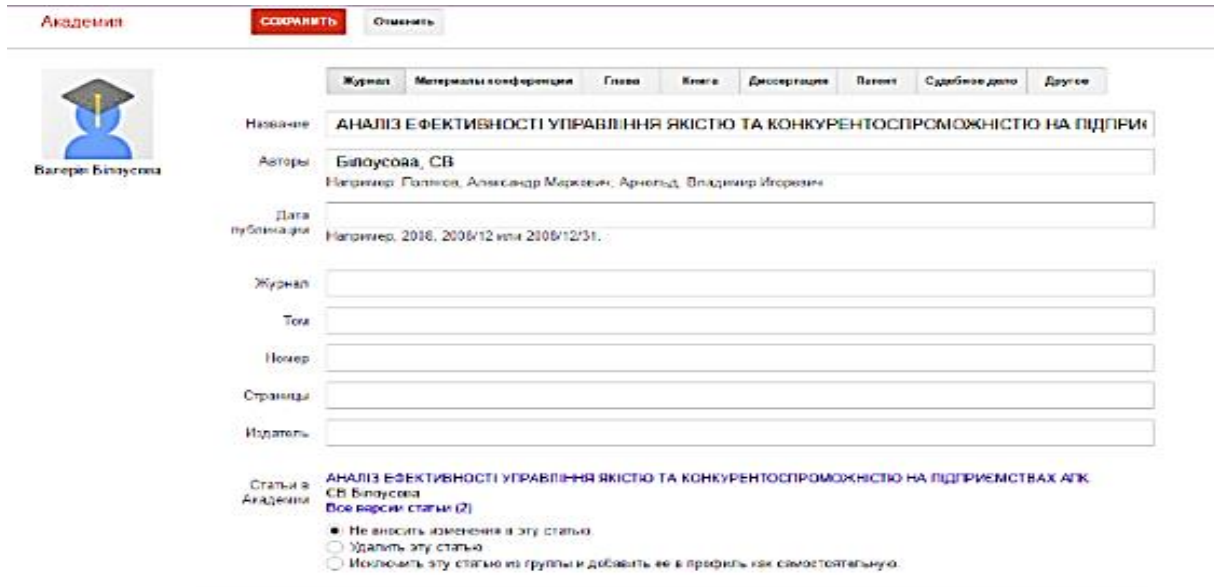 Академия СОХРАНИТЬ Отменить
Журнал Материалы конференции Глава Книга Диссертация Патент Судебное дело Другое
Название АНАЛІЗ ЕФЕКТИВНОСТІ УПРАВЛІННЯ ЯКІСТЮ ТА КОНКУРЕНТОСПРОМОЖНІСТЮ НА ПІДПРИЄ
Валерія Білоусова
Авторы Білоусова, СВ
Например: Поляков, Александр Маркович; Арнольд, Владимир Игоревич
Дата
публикации
Например, 2008, 2008/12 или 2008/12/31.
Журнал
Том
Номер
Страницы
Издатель
Статьи в
Академии
АНАЛІЗ ЕФЕКТИВНОСТІ УПРАВЛІННЯ ЯКІСТЮ ТА КОНКУРЕНТОСПРОМОЖНІСТЮ НА ПІДПРИЄМСТВАХ АПК
СВ Білоусова
Все версии статьи (2)
Не вносить изменения в эту статью.
Удалить эту статью
Исключить эту статью из группы и добавить ее в профиль как самостоятельную.